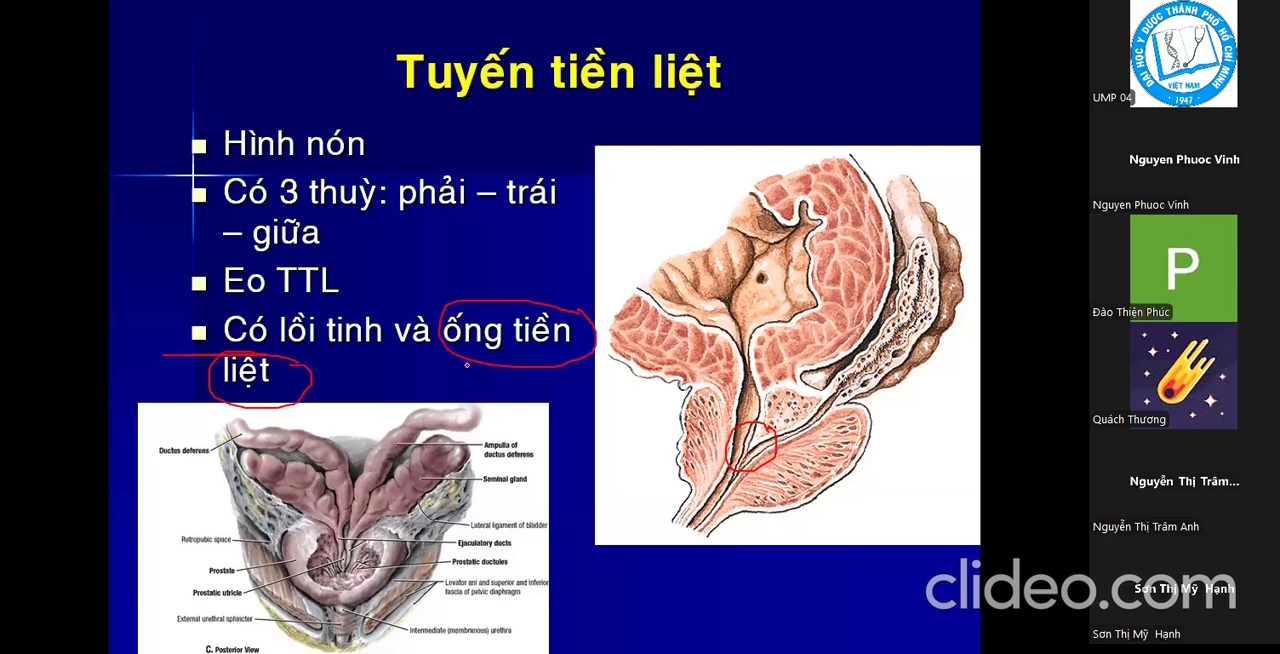 Tuyến tiền liệt
Hình nón
Có 3 thuỳ: phải – trái
– giữa
Eo TTL
Có lồi tinh và ống tiền
liệt
Ductus deferens
Ampulla of
ductus deferens
Seminal gland
Lateral ligament of bladder
Retropubic space
Ejaculatory ducts
Prostate
Prostatic ductules
Prostatic utricle
Levator ani and superior and inferior
fascia of pelvic diaphragm
External urethral sphincter
Intermediate (membranous) urethra
C. Posterior View
ĐẠI HỌC Y DƯỢC THÀNH PHỐ HỒ CHÍ MINH
VIỆT NAM
1947
UMP 04
Nguyen Phuoc Vinh
Nguyen Phuoc Vinh
P
Đào Thiện Phúc
Quách Thương
Nguyễn Thị Trâm...
Nguyễn Thị Trâm Anh
Sơn Thị Mỹ Hạnh
Sơn Thị Mỹ Hạnh
clideo.com